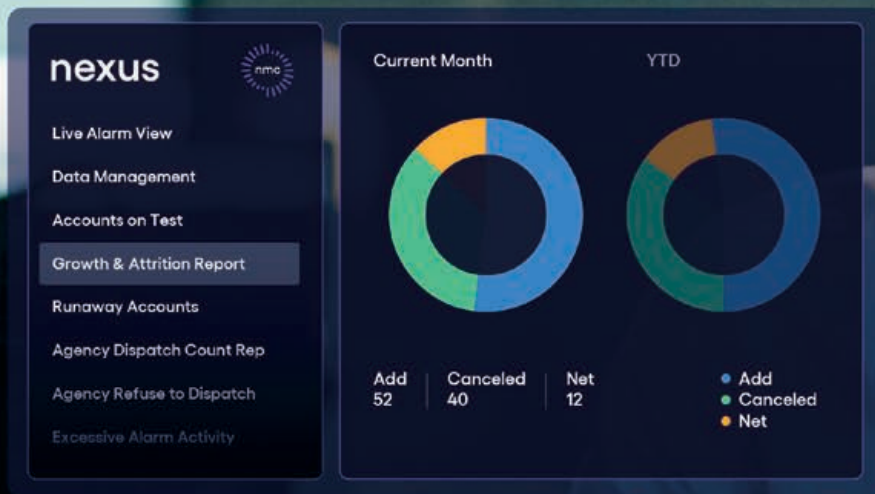 nexus
nmc
Live Alarm View
Data Management
Accounts on Test
Growth & Attrition Report
Runaway Accounts
Agency Dispatch Count Rep
Agency Refuse to Dispatch
Excessive Alarm Activity
Current Month YTD
Add Canceled Net
52 40 12
Add
Canceled
Net